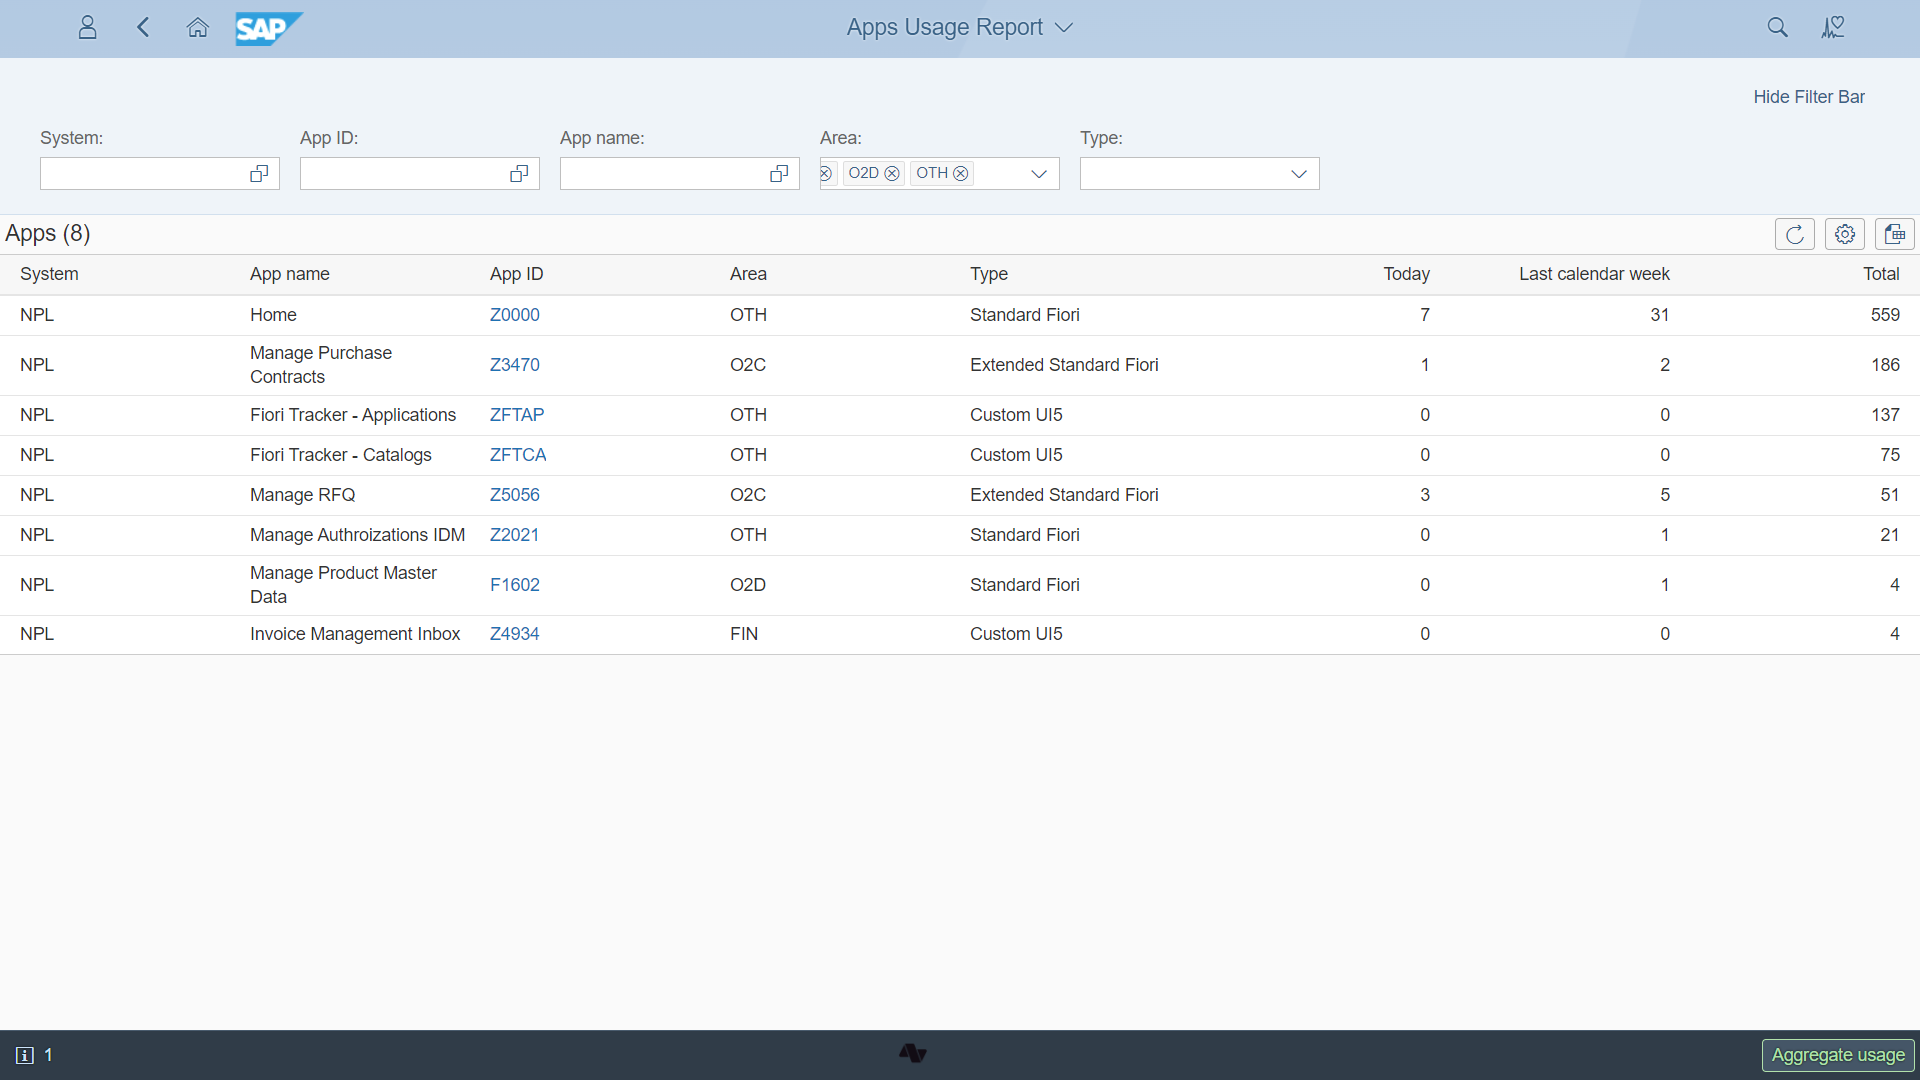 SAP
Apps Usage Report
Hide Filter Bar
System:
App ID:
App name:
Area:
Type:
O2D
OTH
Apps (8)
System App name App ID Area Type Today Last calendar week Total
NPL Home Z0000 OTH Standard Fiori 7 31 559
NPL Manage Purchase Contracts Z3470 O2C Extended Standard Fiori 1 2 186
NPL Fiori Tracker - Applications ZFTAP OTH Custom UI5 0 0 137
NPL Fiori Tracker - Catalogs ZFTCA OTH Custom UI5 0 0 75
NPL Manage RFQ Z5056 O2C Extended Standard Fiori 3 5 51
NPL Manage Authroizations IDM Z2021 OTH Standard Fiori 0 1 21
NPL Manage Product Master Data F1602 O2D Standard Fiori 0 1 4
NPL Invoice Management Inbox Z4934 FIN Custom UI5 0 0 4
1
Aggregate usage